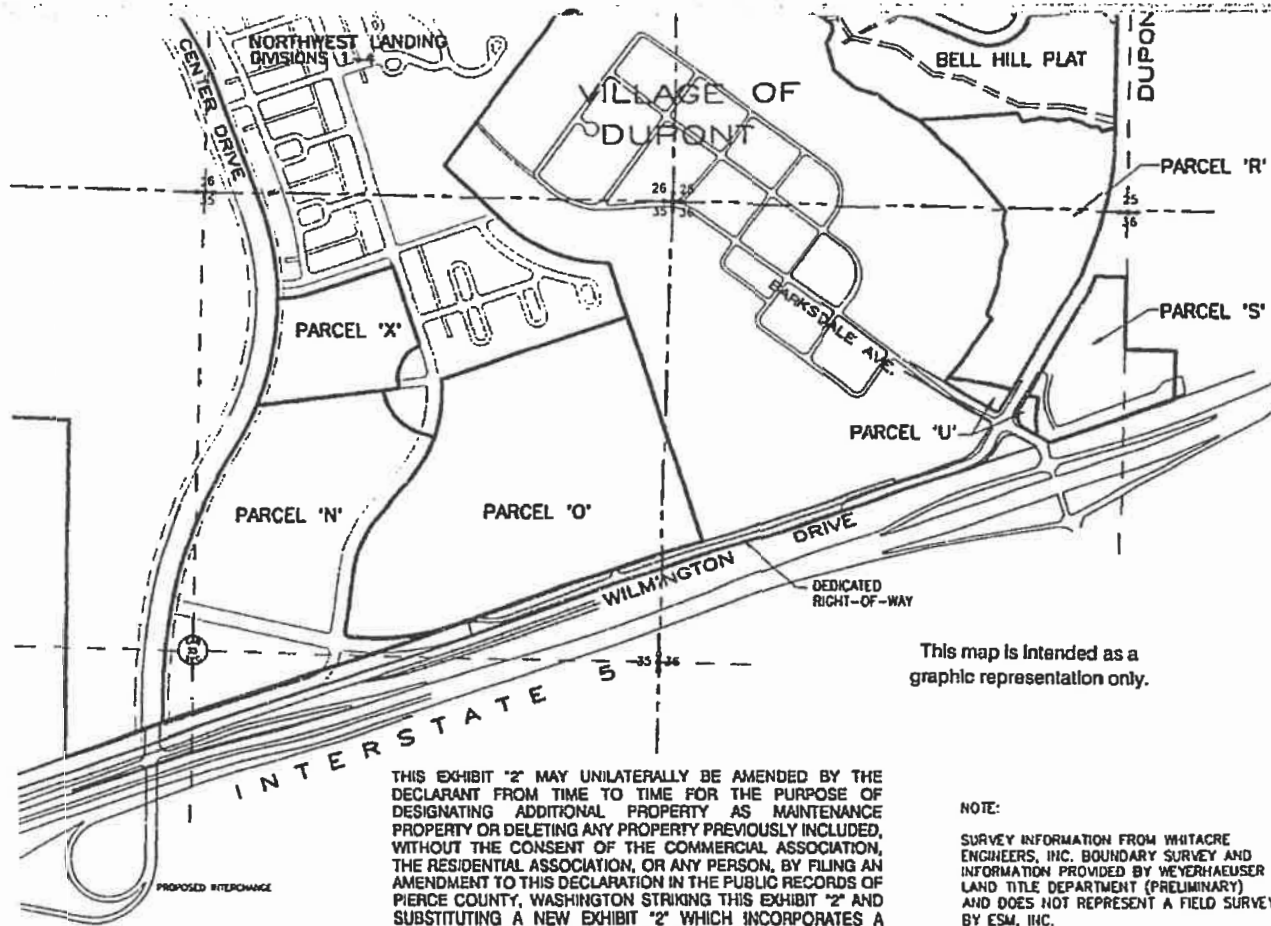 NORTHWEST LANDING
DIVISIONS 1-4
CENTER DRIVE
VILLAGE OF
DUPONT
BELL HILL PLAT
DUPON
PARCEL 'R'
26
35
26 25
35 36
25
36
PARCEL 'S'
PARCEL 'X'
BARKSDALE AVE.
PARCEL 'U'
PARCEL 'N'
PARCEL 'O'
WILMINGTON DRIVE
DEDICATED
RIGHT-OF-WAY
35 36
INTERSTATE 5
This map is intended as a
graphic representation only.
PROPOSED INTERCHANGE
THIS EXHIBIT "2" MAY UNILATERALLY BE AMENDED BY THE
DECLARANT FROM TIME TO TIME FOR THE PURPOSE OF
DESIGNATING ADDITIONAL PROPERTY AS MAINTENANCE
PROPERTY OR DELETING ANY PROPERTY PREVIOUSLY INCLUDED,
WITHOUT THE CONSENT OF THE COMMERCIAL ASSOCIATION,
THE RESIDENTIAL ASSOCIATION, OR ANY PERSON, BY FILING AN
AMENDMENT TO THIS DECLARATION IN THE PUBLIC RECORDS OF
PIERCE COUNTY, WASHINGTON STRIKING THIS EXHIBIT "2" AND
SUBSTITUTING A NEW EXHIBIT "2" WHICH INCORPORATES A
NOTE:
SURVEY INFORMATION FROM WHITACRE
ENGINEERS, INC. BOUNDARY SURVEY AND
INFORMATION PROVIDED BY WEYERHAEUSER
LAND TITLE DEPARTMENT (PRELIMINARY)
AND DOES NOT REPRESENT A FIELD SURVEY
BY ESM, INC.